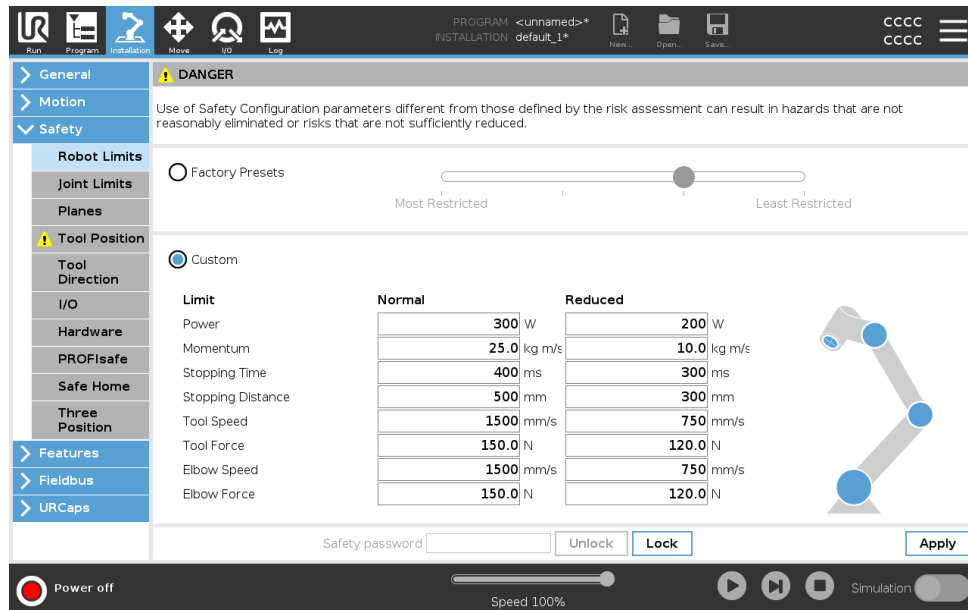 PROGRAM <unnamed>*
INSTALLATION default_1*
CCCC
CCCC
Run Program Installation Move I/O Log New... Open... Save...
General
Motion
Safety
Robot Limits
Joint Limits
Planes
Tool Position
Tool
Direction
I/O
Hardware
PROFIsafe
Safe Home
Three
Position
Features
Fieldbus
URCaps
DANGER
Use of Safety Configuration parameters different from those defined by the risk assessment can result in hazards that are not
reasonably eliminated or risks that are not sufficiently reduced.
Factory Presets
Most Restricted Least Restricted
Custom
Limit Normal Reduced
Power 300 W 200 W
Momentum 25.0 kg m/s 10.0 kg m/s
Stopping Time 400 ms 300 ms
Stopping Distance 500 mm 300 mm
Tool Speed 1500 mm/s 750 mm/s
Tool Force 150.0 N 120.0 N
Elbow Speed 1500 mm/s 750 mm/s
Elbow Force 150.0 N 120.0 N
Safety password Unlock Lock Apply
Power off
Speed 100%
Simulation